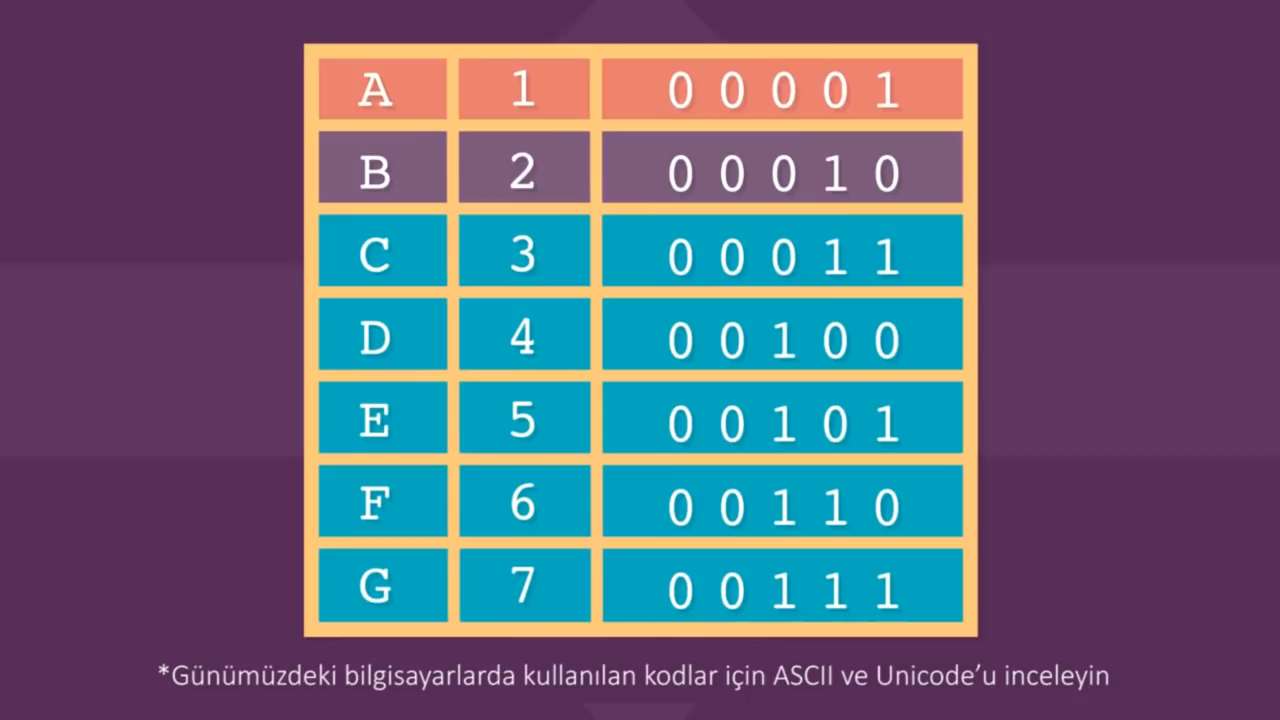 A 1 0 0 0 0 1
B 2 0 0 0 1 0
C 3 0 0 0 1 1
D 4 0 0 1 0 0
E 5 0 0 1 0 1
F 6 0 0 1 1 0
G 7 0 0 1 1 1
*Günümüzdeki bilgisayarlarda kullanılan kodlar için ASCII ve Unicode’u inceleyin